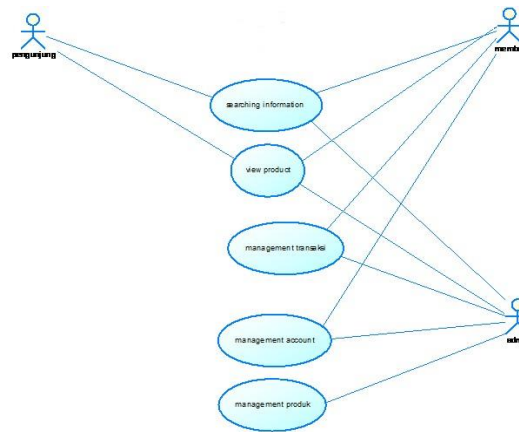 pengunjung
searching information
view product
management transaksi
management account
management produk